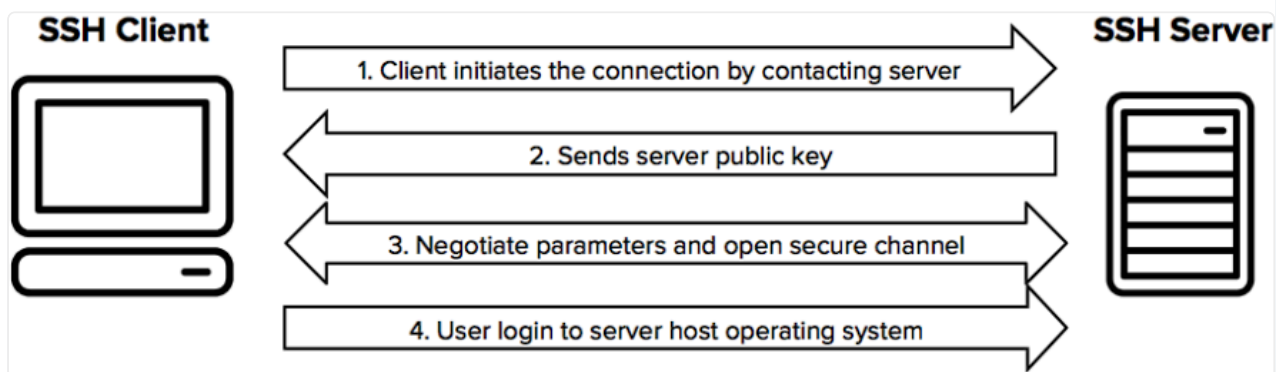 SSH Client
SSH Server
1. Client initiates the connection by contacting server
2. Sends server public key
3. Negotiate parameters and open secure channel
4. User login to server host operating system